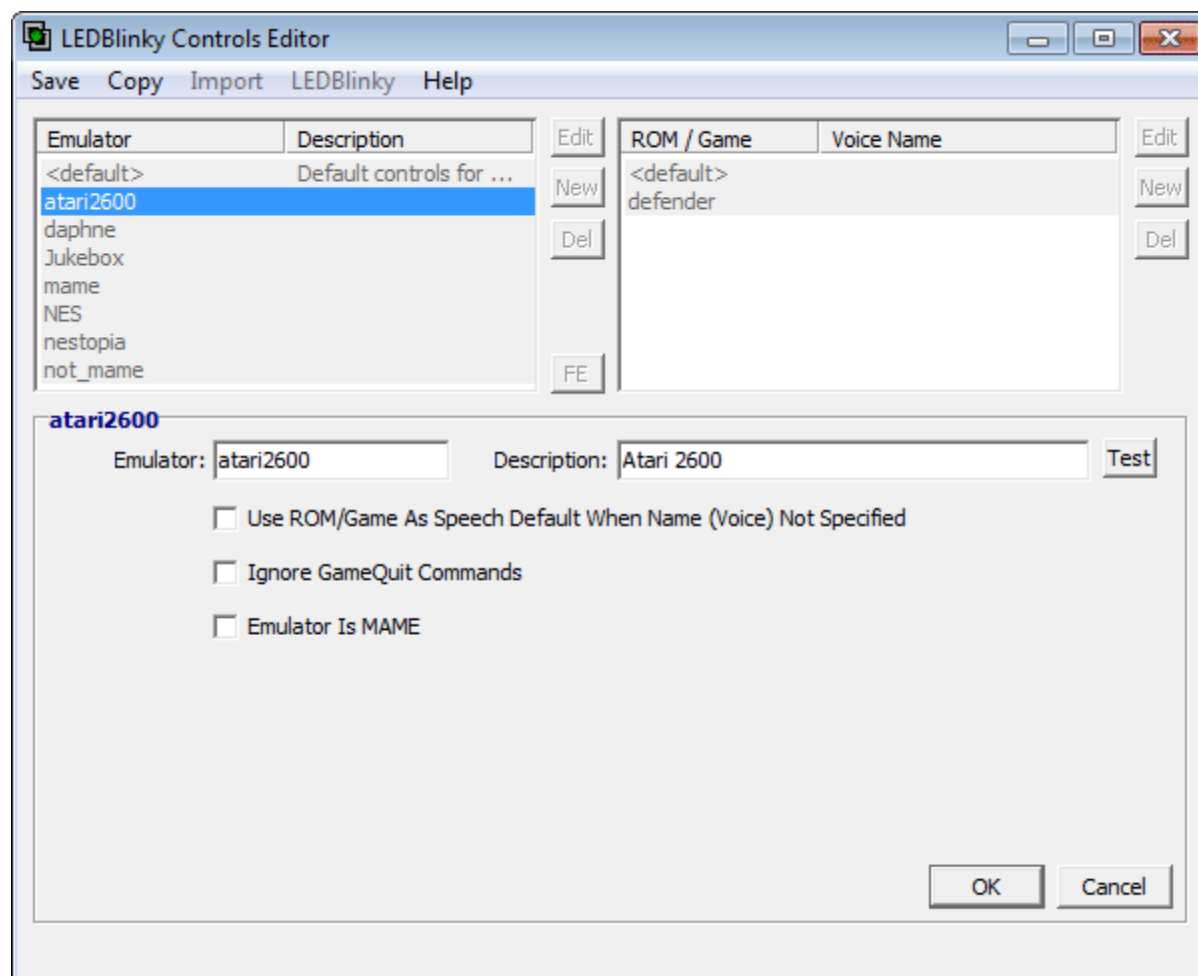 LEDBlinky Controls Editor
Save Copy Import LEDBlinky Help
Emulator Description Edit ROM / Game Voice Name Edit
<default> Default controls for ... <default>
atari2600 New defender New
daphne Del Del
Jukebox
mame
NES
nestopia
not_mame FE
atari2600
Emulator: atari2600 Description: Atari 2600 Test
Use ROM/Game As Speech Default When Name (Voice) Not Specified
Ignore GameQuit Commands
Emulator Is MAME
OK Cancel